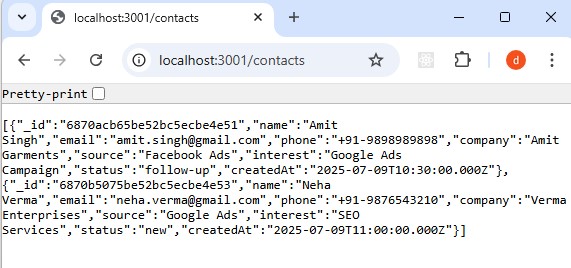 localhost:3001/contacts
localhost:3001/contacts
d
Pretty-print
[{"_id":"6870acb65be52bc5ecbe4e51","name":"Amit
Singh","email":"amit.singh@gmail.com","phone":"+91-9898989898","company":"Amit
Garments","source":"Facebook Ads","interest":"Google Ads
Campaign","status":"follow-up","createdAt":"2025-07-09T10:30:00.000Z"},
{"_id":"6870b5075be52bc5ecbe4e53","name":"Neha
Verma","email":"neha.verma@gmail.com","phone":"+91-9876543210","company":"Verma
Enterprises","source":"Google Ads","interest":"SEO
Services","status":"new","createdAt":"2025-07-09T11:00:00.000Z"}]